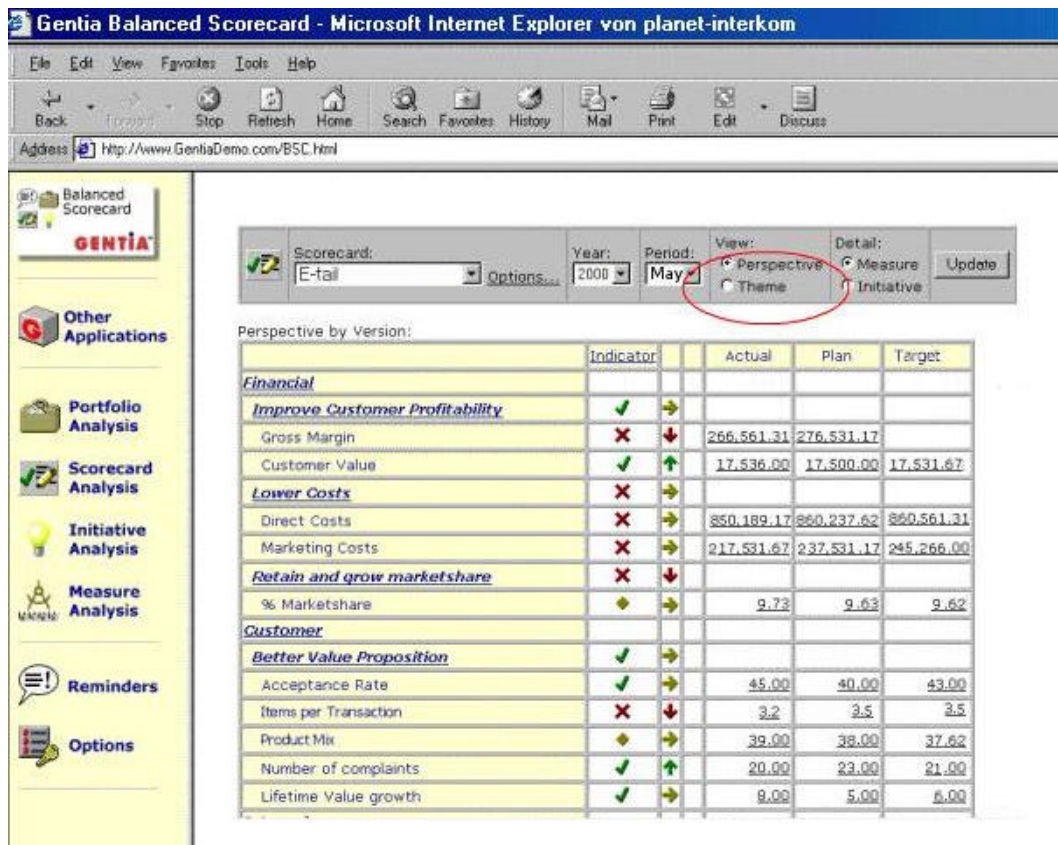 Gentia Balanced Scorecard - Microsoft Internet Explorer von planet-interkom
File Edit View Favorites Tools Help
Back Forward Stop Refresh Home Search Favorites History Mail Print Edit Discuss
Address http://www.GentiaDemo.com/BSC.html
Balanced
Scorecard
GENTIA
Other
Applications
Portfolio
Analysis
Scorecard
Analysis
Initiative
Analysis
Measure
Analysis
Reminders
Options
Scorecard: Year: Period: View: Detail:
E-tail Options... 2000 May Perspective Measure Update
Theme Initiative
Perspective by Version:
Indicator Actual Plan Target
Financial
Improve Customer Profitability
Gross Margin 266,561.31 276,531.17
Customer Value 17,536.00 17,500.00 17,531.67
Lower Costs
Direct Costs 850,189.17 860,237.62 860,561.31
Marketing Costs 217,531.67 237,531.17 245,266.00
Retain and grow marketshare
% Marketshare 9.73 9.63 9.62
Customer
Better Value Proposition
Acceptance Rate 45.00 40.00 43.00
Items per Transaction 3.2 3.5 3.5
Product Mix 39.00 38.00 37.62
Number of complaints 20.00 23.00 21.00
Lifetime Value growth 8.00 5.00 6.00